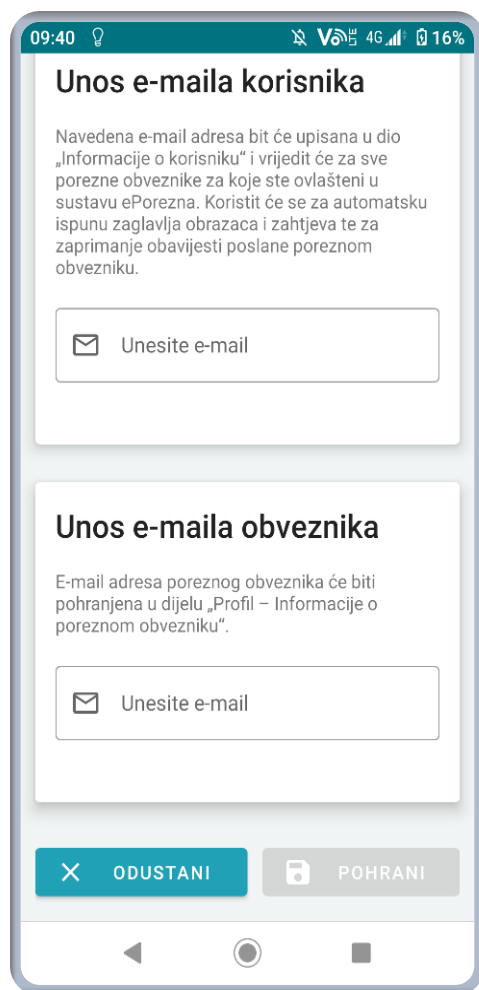 09:40 4G 16%
Unos e-maila korisnika
Navedena e-mail adresa bit će upisana u dio
„Informacije o korisniku“ i vrijedit će za sve
porezne obveznike za koje ste ovlašteni u
sustavu ePorezna. Koristit će se za automatsku
ispunu zaglavlja obrazaca i zahtjeva te za
zaprimanje obavijesti poslane poreznom
obvezniku.
Unesite e-mail
Unos e-maila obveznika
E-mail adresa poreznog obveznika će biti
pohranjena u dijelu „Profil – Informacije o
poreznom obvezniku“.
Unesite e-mail
ODUSTANI POHRANI